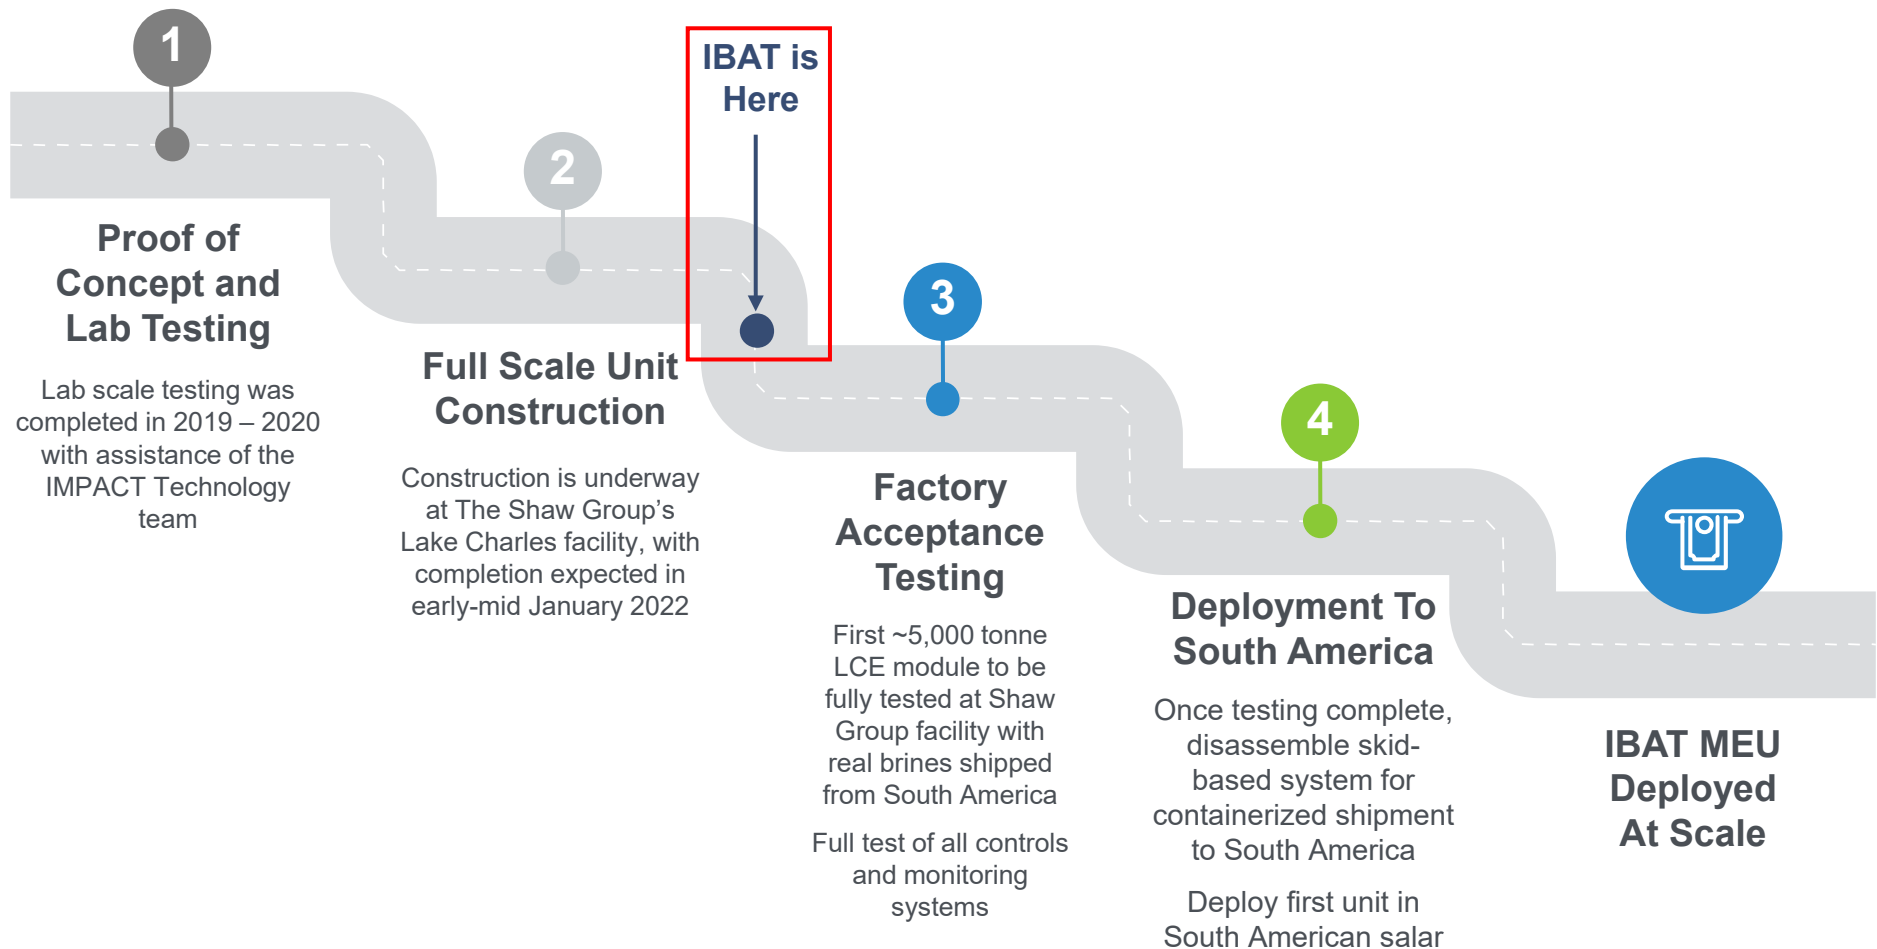 1
Proof of
Concept and
Lab Testing
Lab scale testing was
completed in 2019 – 2020
with assistance of the
IMPACT Technology
team
2
Full Scale Unit
Construction
Construction is underway
at The Shaw Group’s
Lake Charles facility, with
completion expected in
early-mid January 2022
IBAT is
Here
3
Factory
Acceptance
Testing
First ~5,000 tonne
LCE module to be
fully tested at Shaw
Group facility with
real brines shipped
from South America
Full test of all controls
and monitoring
systems
4
Deployment To
South America
Once testing complete,
disassemble skid-
based system for
containerized shipment
to South America
Deploy first unit in
South American salar
IBAT MEU
Deployed
At Scale